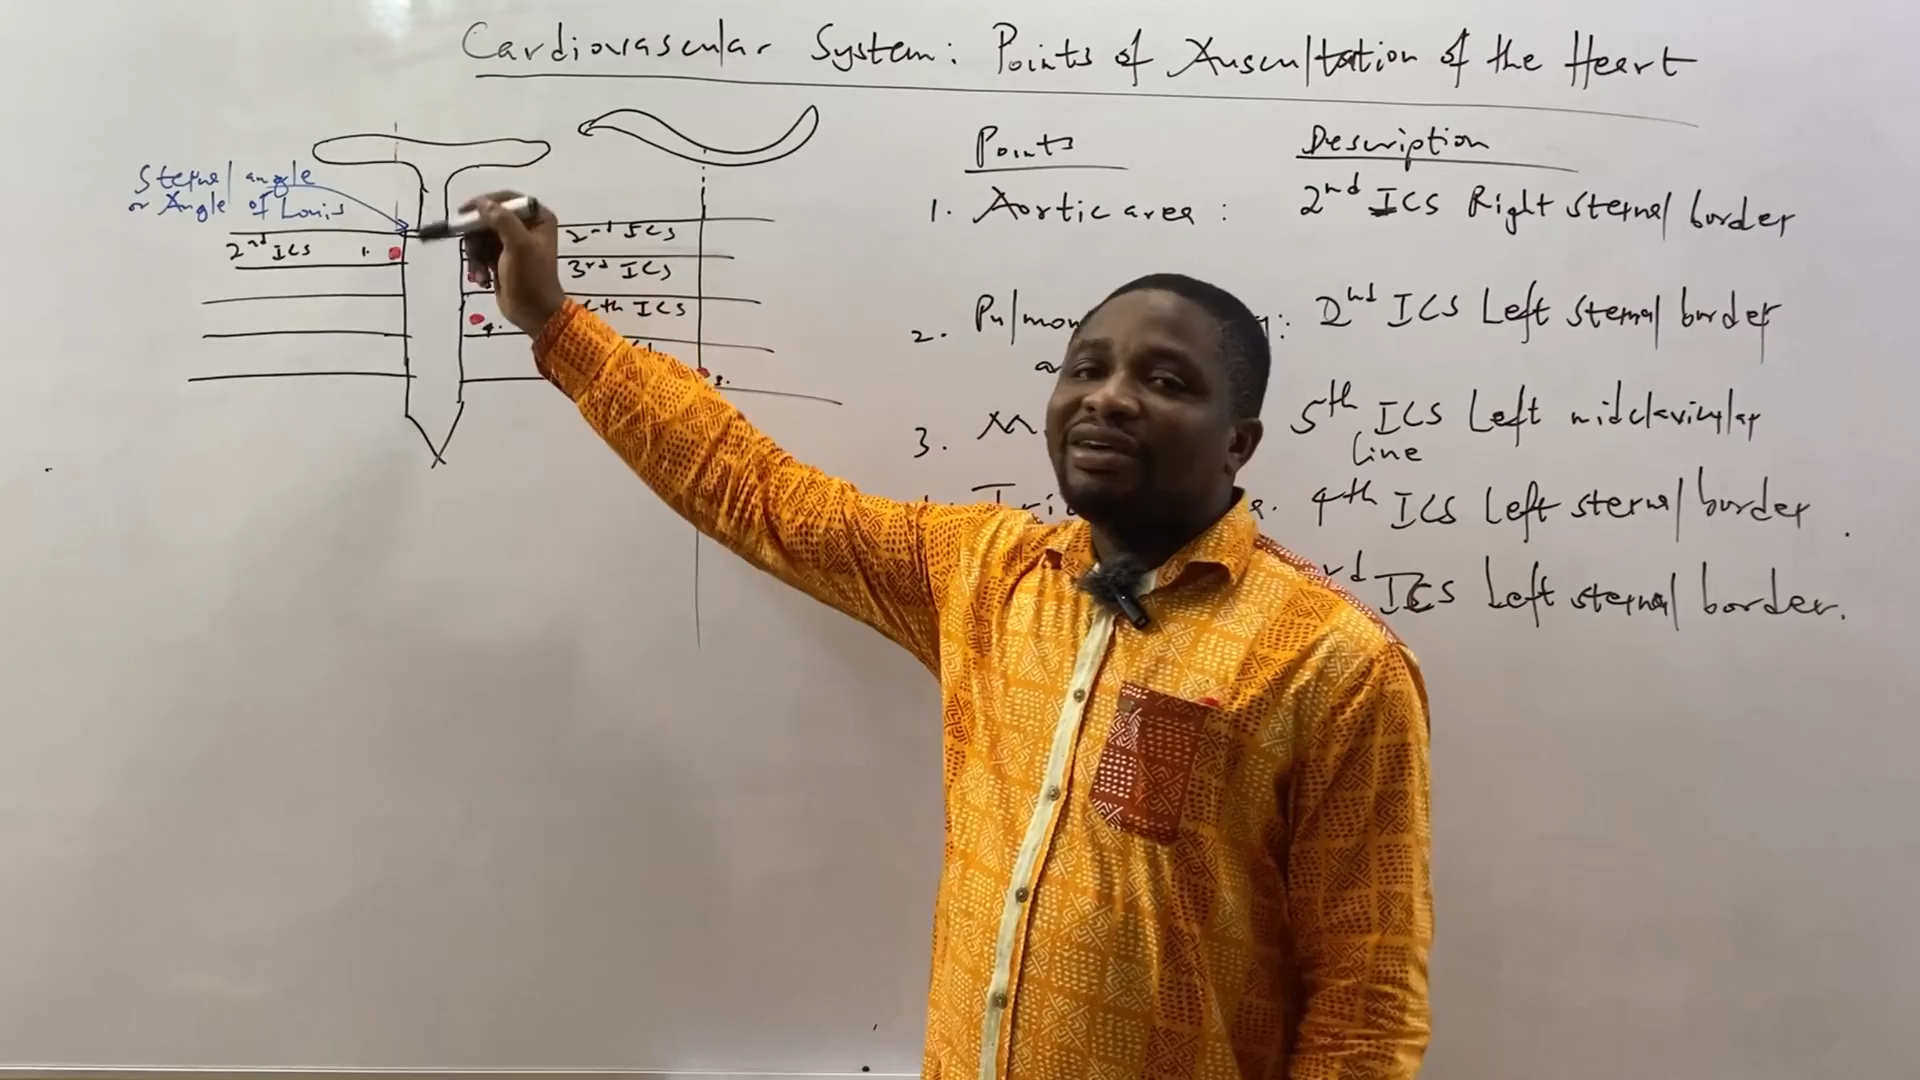 Cardiovascular System: Points of Auscultation of the Heart
Sternal angle
or Angle of Louis
2nd ICS
1.
2nd ICS
3rd ICS
4th ICS
4.
3.
Points
Description
1. Aortic area : 2nd ICS Right sternal border
2. : 2nd ICS Left sternal border
3. 5th ICS Left midclavicular
line
4th ICS Left sternal border
rd ICS Left sternal border.